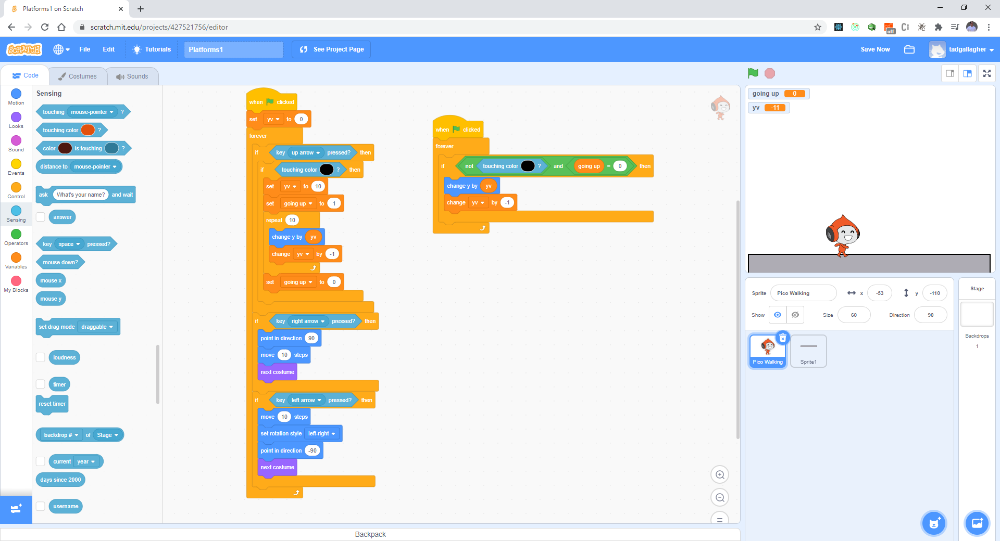 Platforms1 on Scratch
scratch.mit.edu/projects/427521756/editor
off
SCRATCH
File
Edit
Tutorials
Platforms1
See Project Page
Save Now
tadgallagher
Code
Costumes
Sounds
Motion
Looks
Sound
Events
Control
Sensing
Operators
Variables
My Blocks
Sensing
touching mouse-pointer ?
touching color ?
color is touching ?
distance to mouse-pointer
ask What's your name? and wait
answer
key space pressed?
mouse down?
mouse x
mouse y
set drag mode draggable
loudness
timer
reset timer
backdrop # of Stage
current year
days since 2000
username
when clicked
set yv to 0
forever
if key up arrow pressed? then
if touching color ? then
set yv to 10
set going up to 1
repeat 10
change y by yv
change yv by -1
set going up to 0
if key right arrow pressed? then
point in direction 90
move 10 steps
next costume
if key left arrow pressed? then
move 10 steps
set rotation style left-right
point in direction -90
next costume
when clicked
forever
if not touching color ? and going up = 0 then
change y by yv
change yv by -1
going up 0
yv -11
Sprite Pico Walking x -53 y -110
Show Size 60 Direction 90
Pico Walking
Sprite1
Stage
Backdrops
1
Backpack